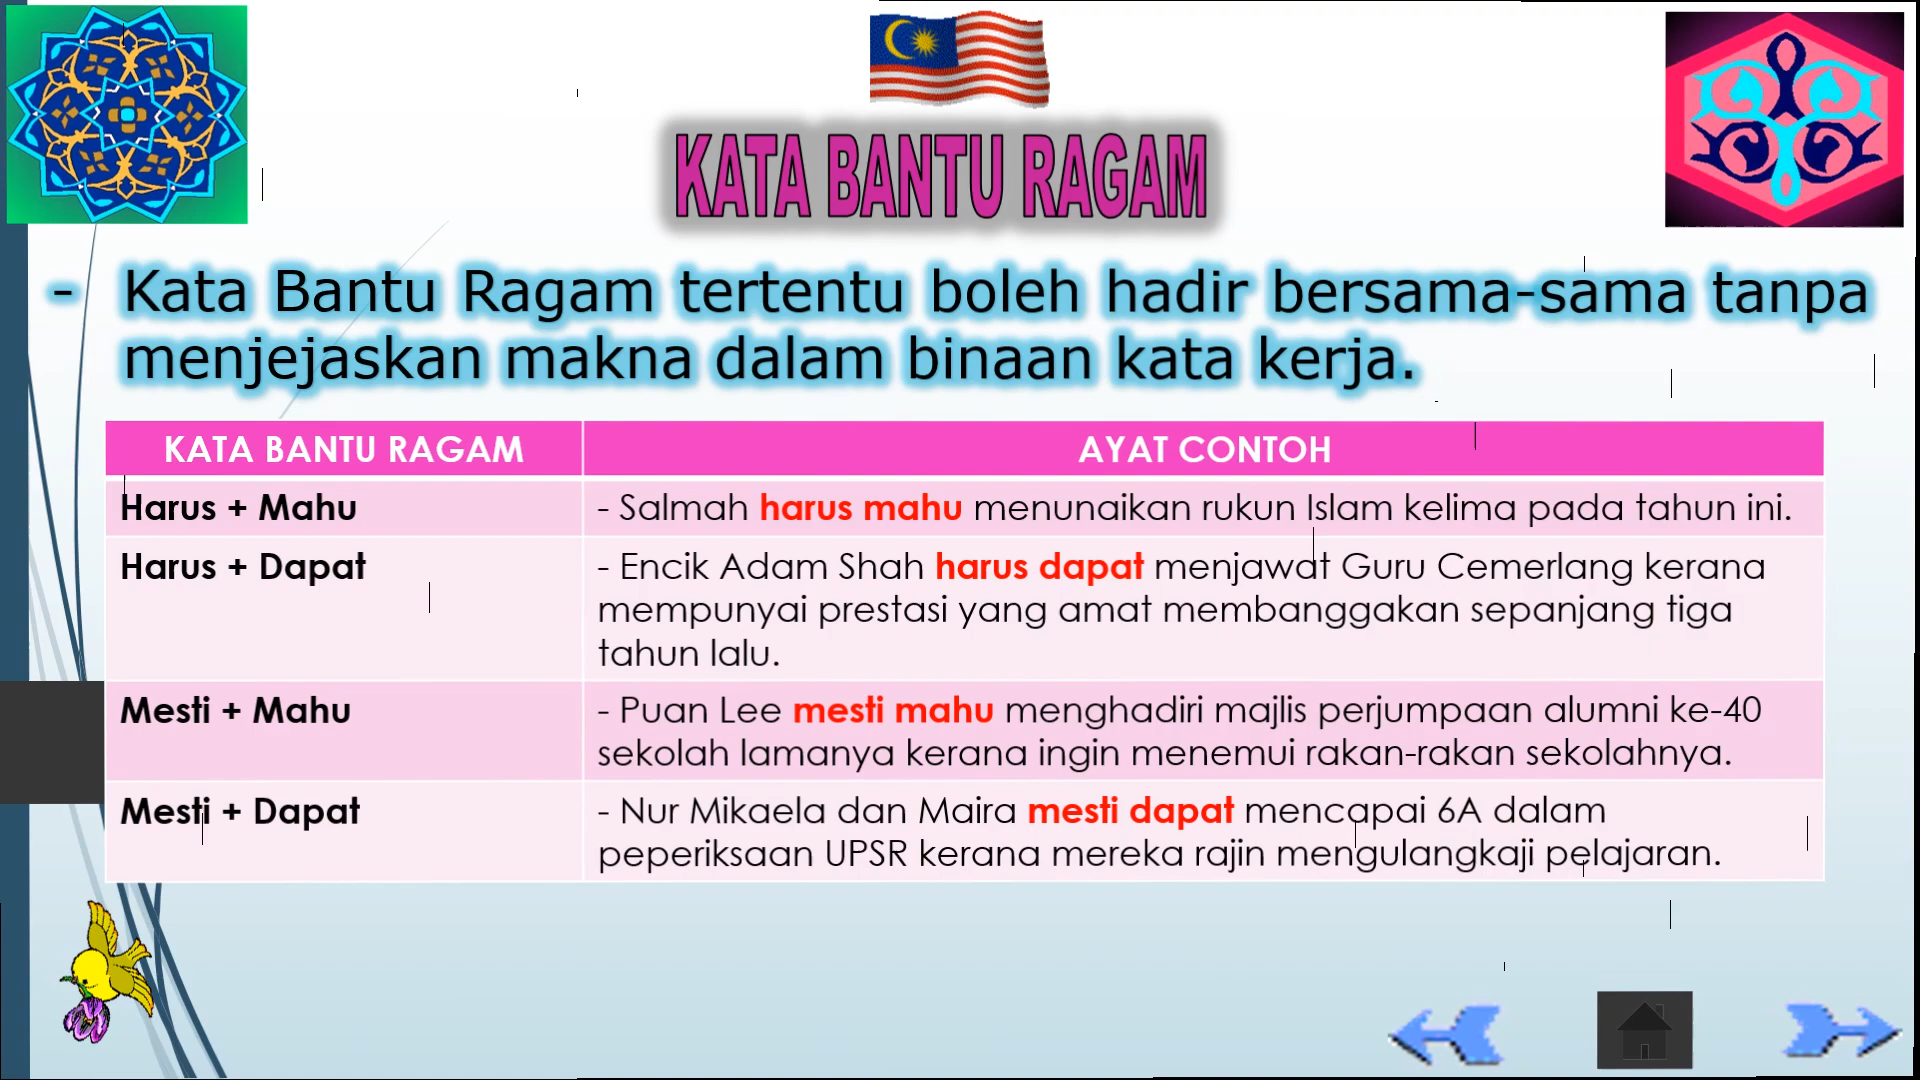 KATA BANTU RAGAM
- Kata Bantu Ragam tertentu boleh hadir bersama-sama tanpa
menjejaskan makna dalam binaan kata kerja.
KATA BANTU RAGAM
AYAT CONTOH
Harus + Mahu
- Salmah harus mahu menunaikan rukun Islam kelima pada tahun ini.
Harus + Dapat
- Encik Adam Shah harus dapat menjawat Guru Cemerlang kerana
mempunyai prestasi yang amat membanggakan sepanjang tiga
tahun lalu.
Mesti + Mahu
- Puan Lee mesti mahu menghadiri majlis perjumpaan alumni ke-40
sekolah lamanya kerana ingin menemui rakan-rakan sekolahnya.
Mesti + Dapat
- Nur Mikaela dan Maira mesti dapat mencapai 6A dalam
peperiksaan UPSR kerana mereka rajin mengulangkaji pelajaran.